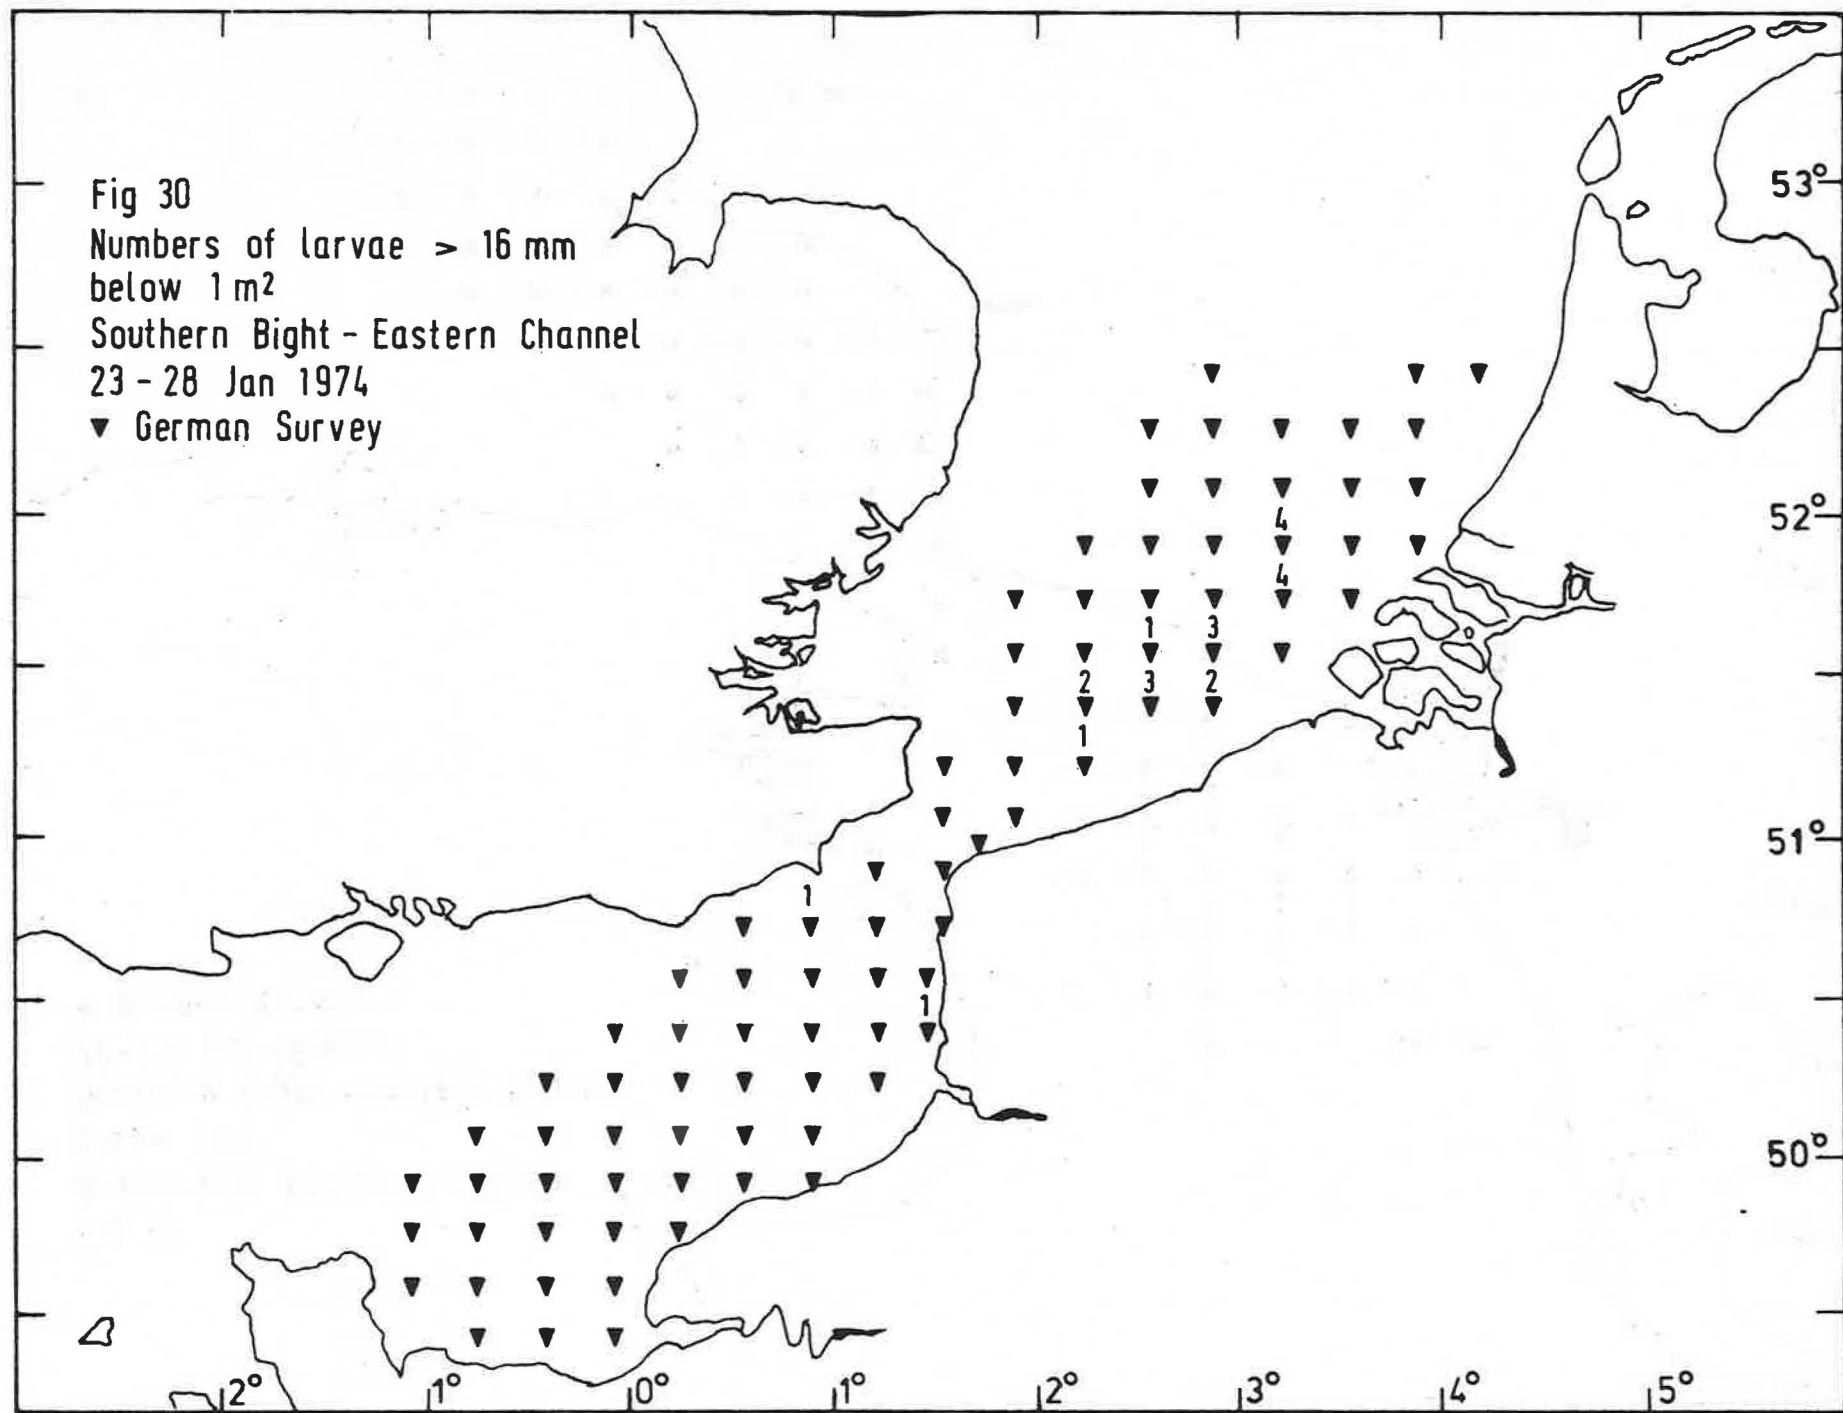 Fig 30
Numbers of larvae > 16 mm
below 1 m²
Southern Bight - Eastern Channel
23 - 28 Jan 1974
▼ German Survey
53°
52°
4
4
1 3
2 3 2
1
51°
1
1
50°
2° 1° 0° 1° 2° 3° 4° 5°